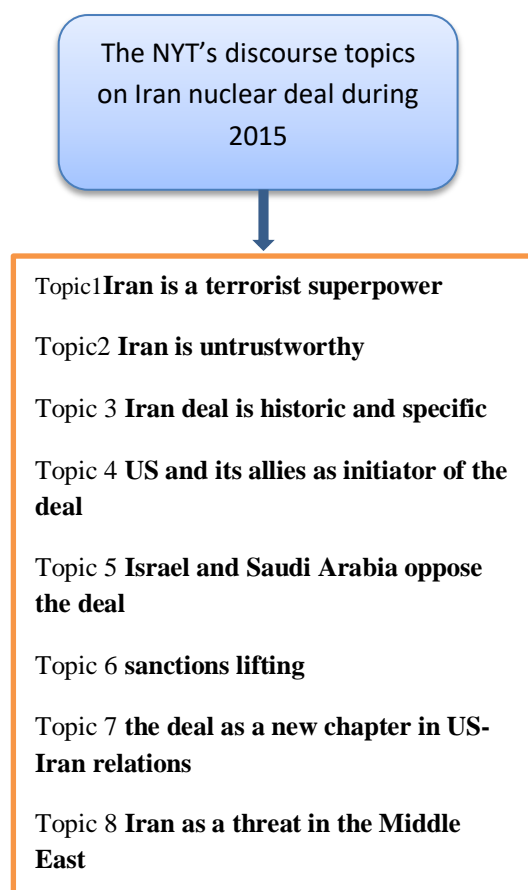 The NYT’s discourse topics
on Iran nuclear deal during
2015
Topic1Iran is a terrorist superpower
Topic2 Iran is untrustworthy
Topic 3 Iran deal is historic and specific
Topic 4 US and its allies as initiator of the
deal
Topic 5 Israel and Saudi Arabia oppose
the deal
Topic 6 sanctions lifting
Topic 7 the deal as a new chapter in US-
Iran relations
Topic 8 Iran as a threat in the Middle
East